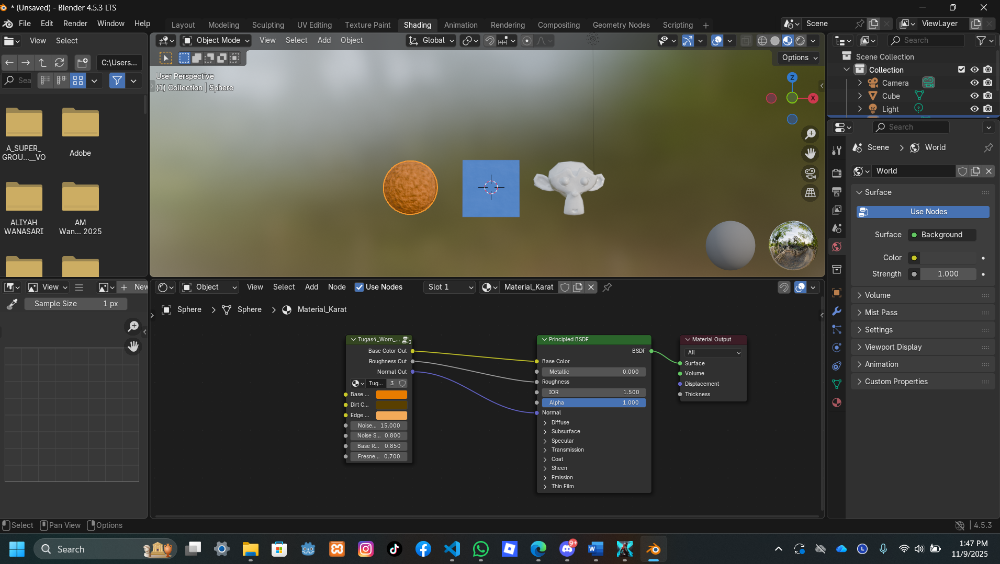 * (Unsaved) - Blender 4.5.3 LTS
File Edit Render Window Help
Layout Modeling Sculpting UV Editing Texture Paint Shading Animation Rendering Compositing Geometry Nodes Scripting +
Scene
ViewLayer
View Select
Object Mode View Select Add Object
Global
Search
C:\Users...
Sea
Options
User Perspective
(1) Collection | Sphere
Z
X
Scene Collection
Collection
Camera
Cube
Light
A_SUPER_
GROU...__VO
Adobe
ALIYAH
WANASARI
AM
Wan... 2025
Search
Scene > World
World
Surface
Use Nodes
Surface Background
Color
Strength 1.000
Volume
Mist Pass
Settings
Viewport Display
Animation
Custom Properties
View
New
Sample Size 1 px
Object View Select Add Node Use Nodes Slot 1 Material_Karat
Sphere > Sphere > Material_Karat
Tugas4_Worn_...
3
Base Color Out
Roughness Out
Normal Out
Tug... 3
Base ...
Dirt C...
Edge ...
Noise... 15.000
Noise S... 0.800
Base R... 0.850
Fresne... 0.700
Principled BSDF
BSDF
Base Color
Metallic 0.000
Roughness
IOR 1.500
Alpha 1.000
Normal
Diffuse
Subsurface
Specular
Transmission
Coat
Sheen
Emission
Thin Film
Material Output
All
Surface
Volume
Displacement
Thickness
Select Pan View Options
4.5.3
Search
9+
1:47 PM
11/9/2025